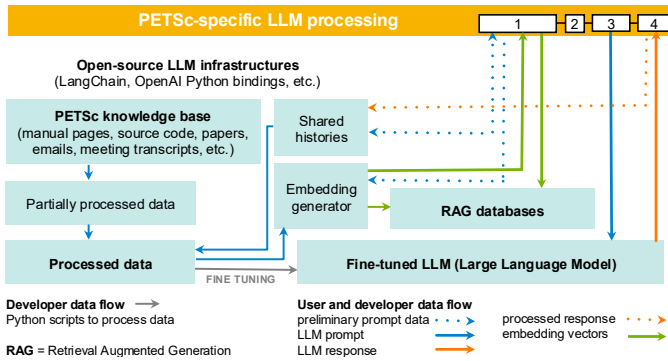 PETSc-specific LLM processing
1 2 3 4
Open-source LLM infrastructures
(LangChain, OpenAI Python bindings, etc.)
PETSc knowledge base
(manual pages, source code, papers,
emails, meeting transcripts, etc.)
Shared
histories
Partially processed data
Embedding
generator
RAG databases
Processed data
FINE TUNING
Fine-tuned LLM (Large Language Model)
Developer data flow
Python scripts to process data
RAG = Retrieval Augmented Generation
User and developer data flow
preliminary prompt data
LLM prompt
LLM response
processed response
embedding vectors